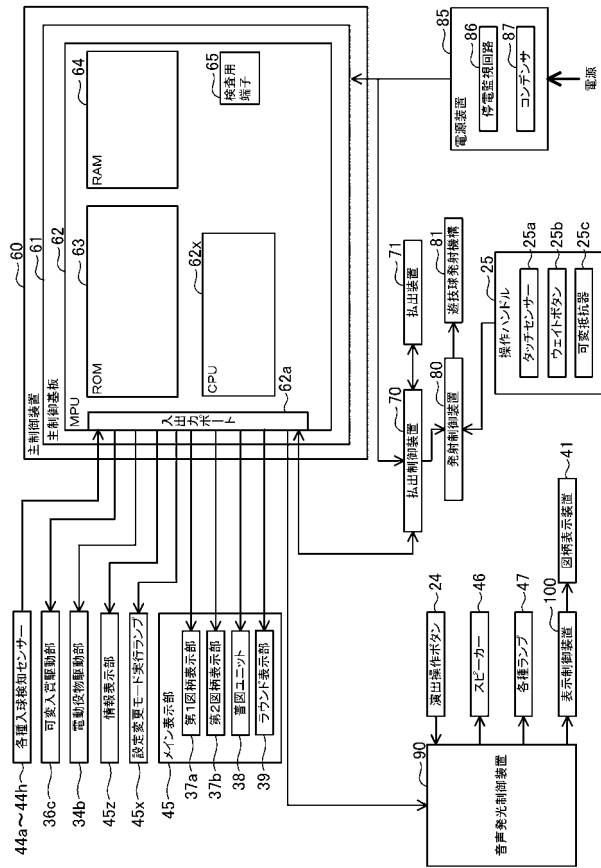 60
主制御装置
61
主制御基板
62
MPU
63
ROM
64
RAM
62x
CPU
65
検査用
端子
62a
入出力ポート
44a～44h
各種入球検知センサー
36c
可変入賞駆動部
34b
電動役物駆動部
45z
情報表示部
45x
設定変更モード実行ランプ
45
メイン表示部
37a
第1図柄表示部
37b
第2図柄表示部
38
普図ユニット
39
ラウンド表示部
70
払出制御装置
71
払出装置
80
発射制御装置
81
遊技球発射機構
85
電源装置
86
停電監視回路
87
コンデンサ
電源
25
操作ハンドル
タッチセンサー
25a
ウェイトボタン
25b
可変抵抗器
25c
90
音声発光制御装置
演出操作ボタン
24
スピーカー
46
各種ランプ
47
表示制御装置
100
図柄表示装置
41